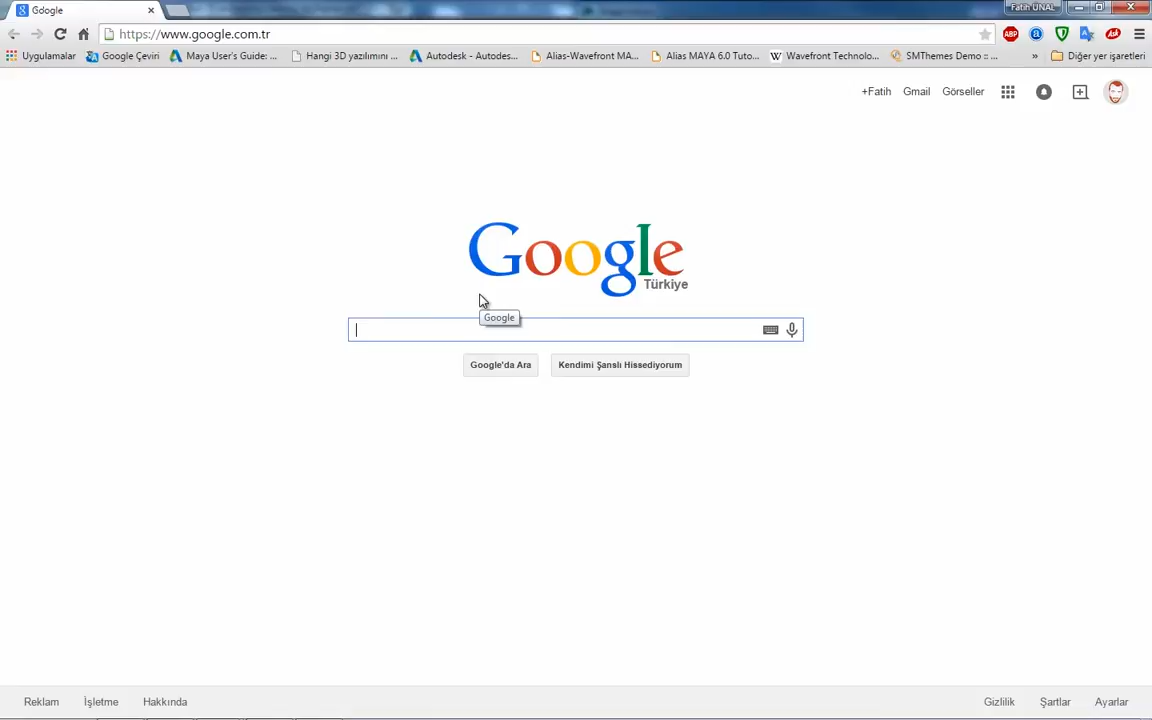 Google
Fatih ÜNAL
https://www.google.com.tr
ABP
a
Ask
Uygulamalar
Google Çeviri
Maya User's Guide: ...
Hangi 3D yazılımını ...
Autodesk - Autodes...
Alias-Wavefront MA...
Alias MAYA 6.0 Tuto...
Wavefront Technolo...
SMThemes Demo :: ...
»
Diğer yer işaretleri
+Fatih
Gmail
Görseller
Google
Türkiye
Google
Google'da Ara
Kendimi Şanslı Hissediyorum
Reklam
İşletme
Hakkında
Gizlilik
Şartlar
Ayarlar